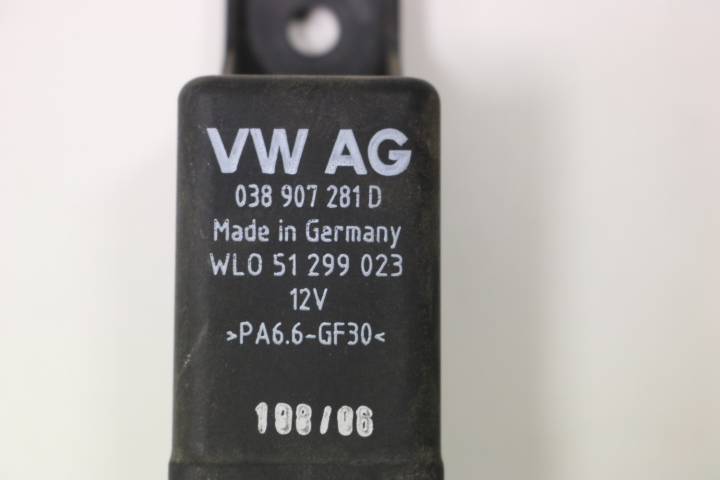 VW AG
038 907 281 D
Made in Germany
WLO 51 299 023
12V
>PA6.6-GF30<
108/06